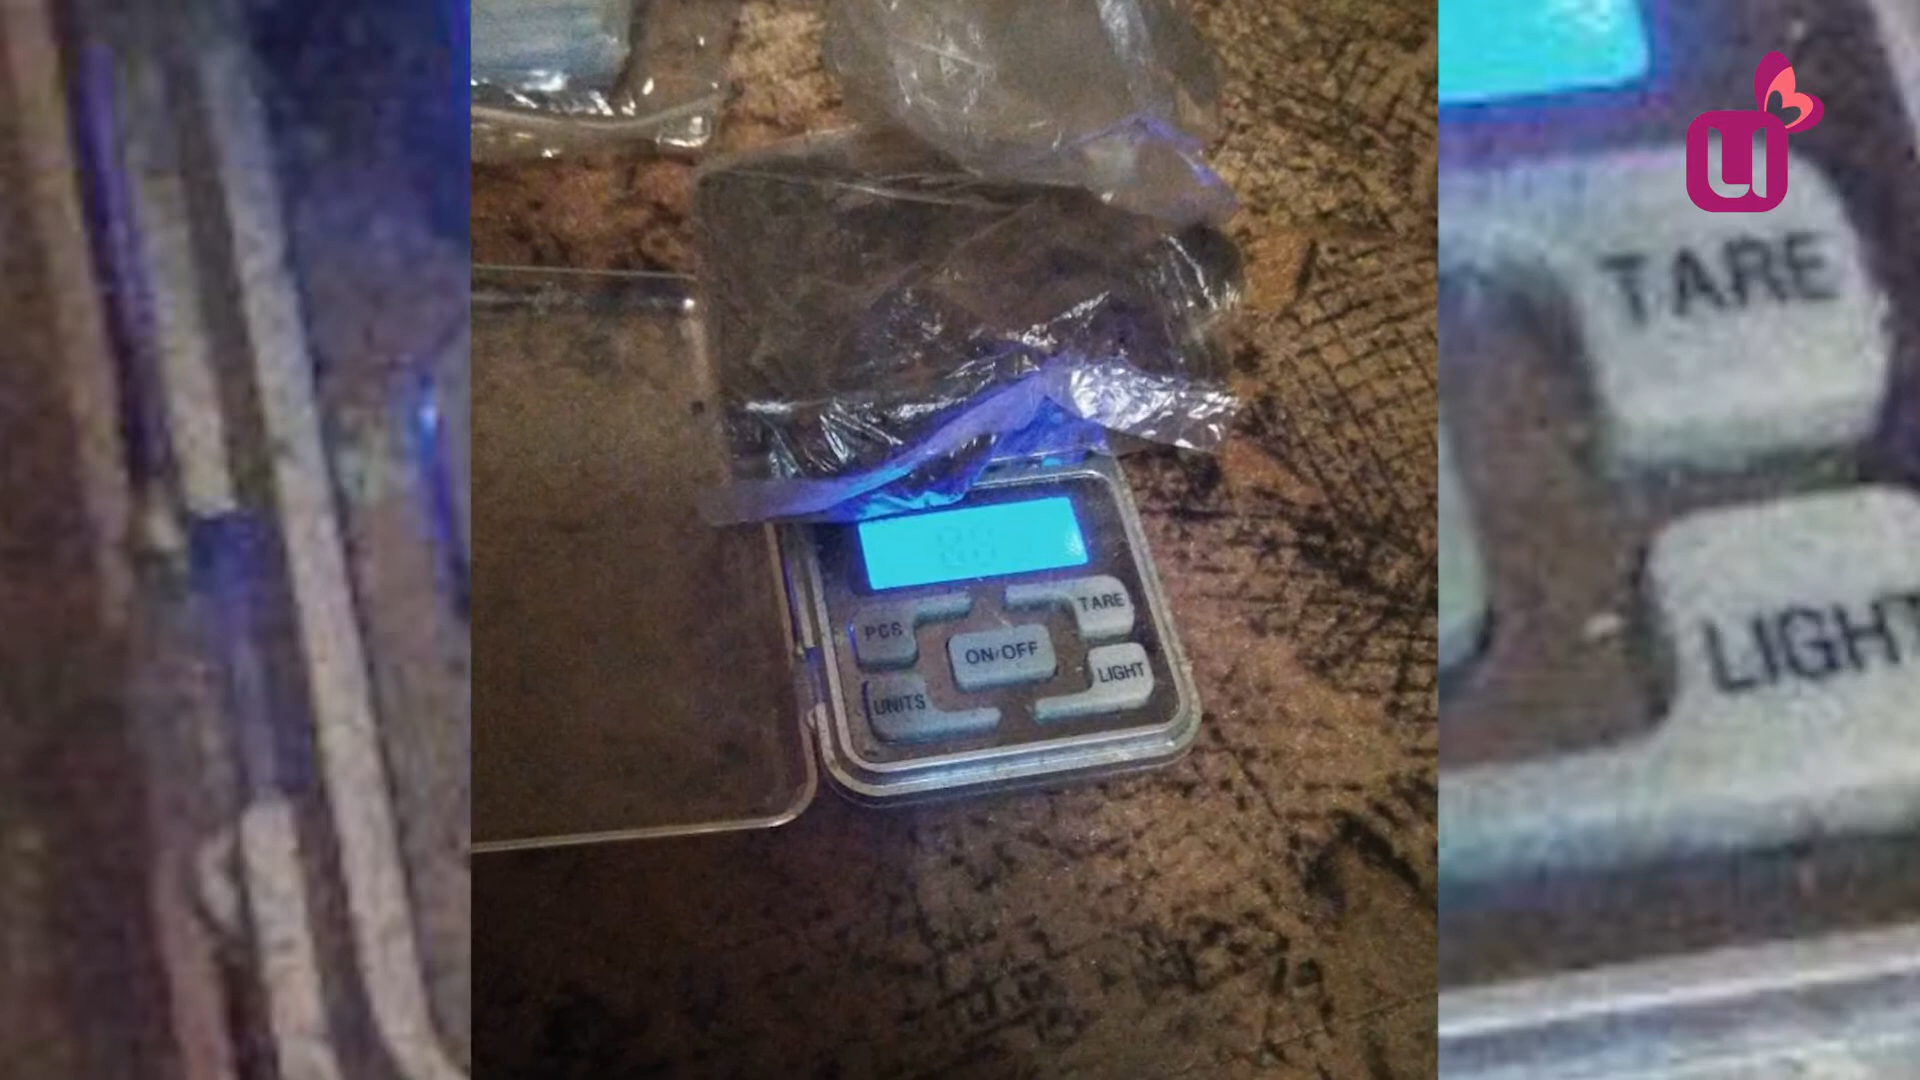 TARE
PCS
ON/OFF
LIGHT
UNITS
TARE
LIGHT
U